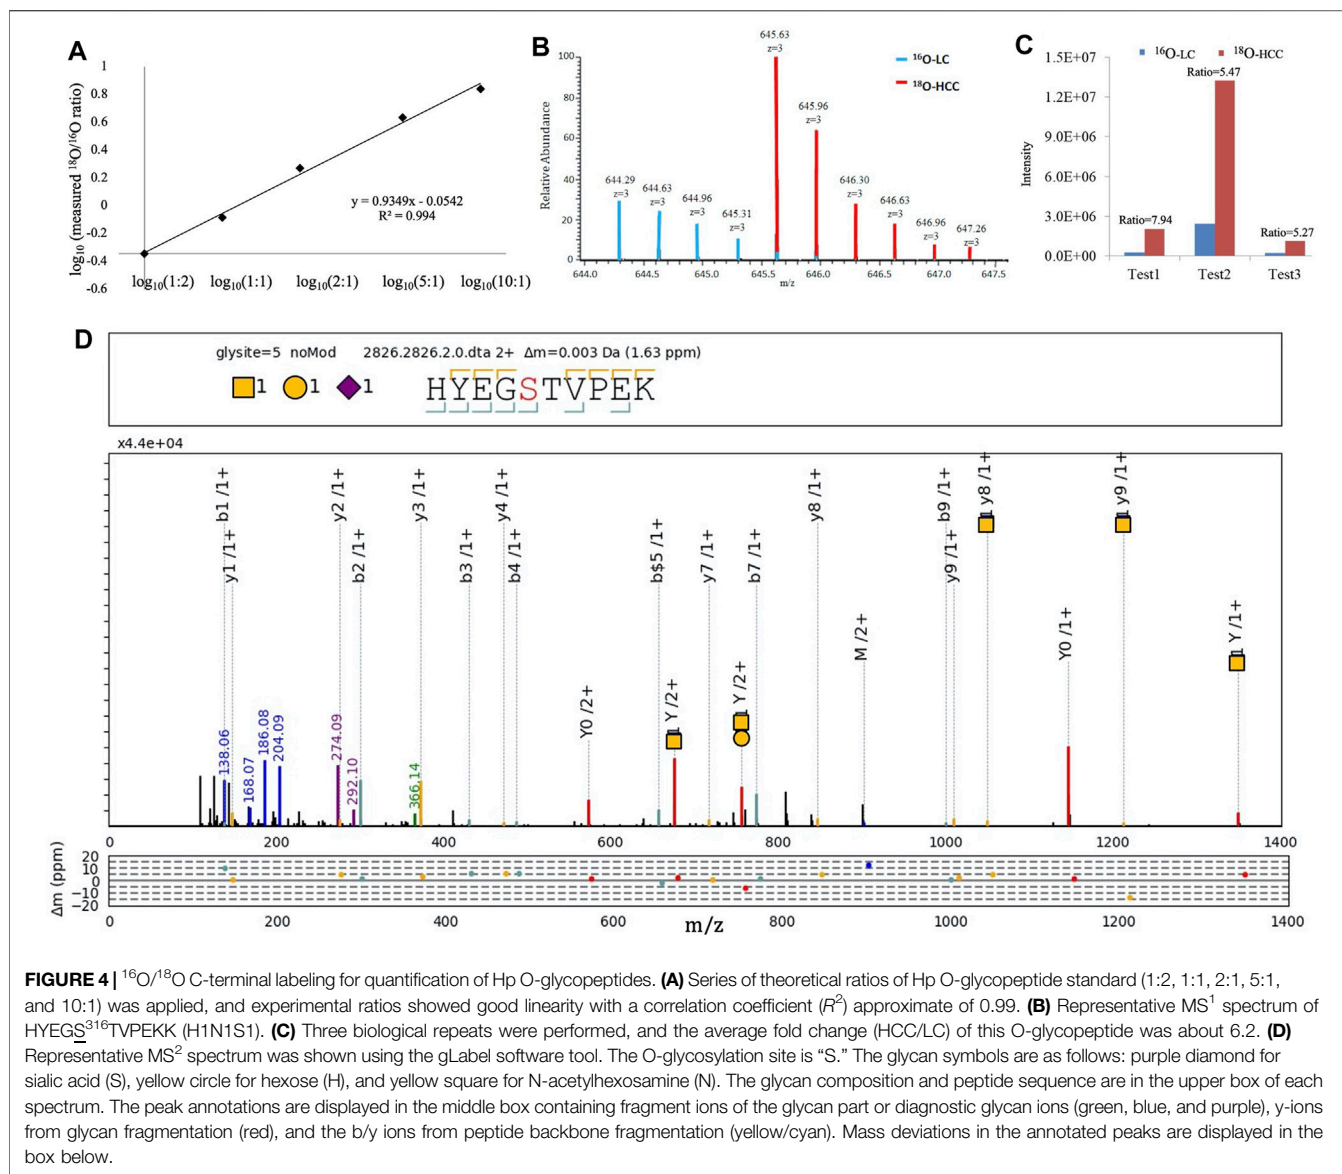 A
1
0.8
0.6
0.4
0.2
0
-0.2
-0.4
-0.6
log₁₀ (measured ¹⁸O/¹⁶O ratio)
y = 0.9349x - 0.0542
R² = 0.994
log₁₀(1:2) log₁₀(1:1) log₁₀(2:1) log₁₀(5:1) log₁₀(10:1)
B
100
80
60
40
20
0
Relative Abundance
¹⁶O-LC
¹⁸O-HCC
644.29
z=3
644.63
z=3
644.96
z=3
645.31
z=3
645.63
z=3
645.96
z=3
646.30
z=3
646.63
z=3
646.96
z=3
647.26
z=3
644.0 644.5 645.0 645.5 646.0 646.5 647.0 647.5
m/z
C
¹⁶O-LC ¹⁸O-HCC
1.5E+07
1.2E+07
9.0E+06
6.0E+06
3.0E+06
0.0E+00
Intensity
Ratio=7.94
Ratio=5.47
Ratio=5.27
Test1 Test2 Test3
D
glysite=5 noMod 2826.2826.2.0.dta 2+ Δm=0.003 Da (1.63 ppm)
1 1 1
HYEGSTVPEK
x4.4e+04
b1 /1+
y1 /1+
y2 /1+
b2 /1+
y3 /1+
b3 /1+
y4 /1+
b4 /1+
Y0 /2+
b$5 /1+
Y /2+
y7 /1+
Y /2+
b7 /1+
y8 /1+
M /2+
b9 /1+
y9 /1+
y8 /1+
Y0 /1+
y9 /1+
Y /1+
138.06
168.07
186.08
204.09
274.09
292.10
366.14
0 200 400 600 800 1000 1200 1400
20
10
0
−10
−20
Δm (ppm)
0 200 400 600 800 1000 1200 1400
m/z
FIGURE 4 | ¹⁶O/¹⁸O C-terminal labeling for quantification of Hp O-glycopeptides. (A) Series of theoretical ratios of Hp O-glycopeptide standard (1:2, 1:1, 2:1, 5:1,
and 10:1) was applied, and experimental ratios showed good linearity with a correlation coefficient (R²) approximate of 0.99. (B) Representative MS¹ spectrum of
HYEGS³¹⁶TVPEKK (H1N1S1). (C) Three biological repeats were performed, and the average fold change (HCC/LC) of this O-glycopeptide was about 6.2. (D)
Representative MS² spectrum was shown using the gLabel software tool. The O-glycosylation site is “S.” The glycan symbols are as follows: purple diamond for
sialic acid (S), yellow circle for hexose (H), and yellow square for N-acetylhexosamine (N). The glycan composition and peptide sequence are in the upper box of each
spectrum. The peak annotations are displayed in the middle box containing fragment ions of the glycan part or diagnostic glycan ions (green, blue, and purple), y-ions
from glycan fragmentation (red), and the b/y ions from peptide backbone fragmentation (yellow/cyan). Mass deviations in the annotated peaks are displayed in the
box below.